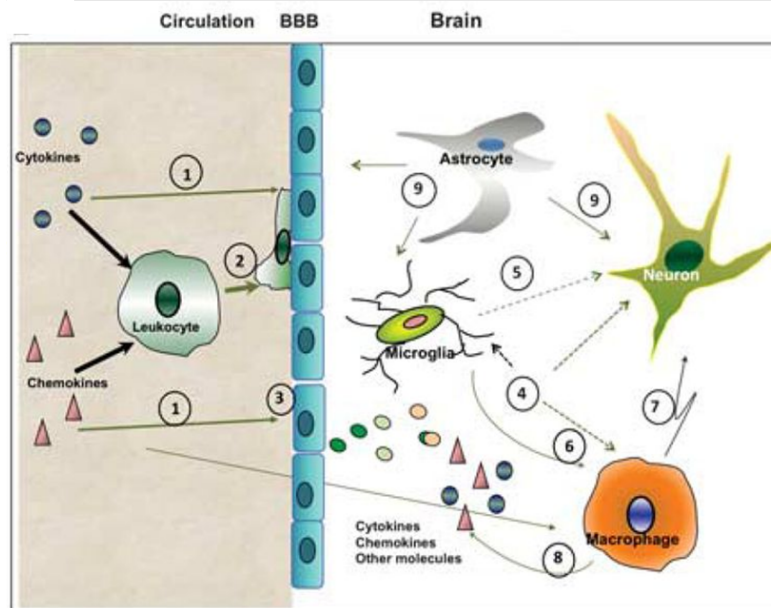 Circulation BBB Brain
Cytokines
1
Astrocyte
9
9
2
5
Neuron
Leukocyte
Microglia
Chemokines
1
3
4
7
6
Cytokines
Chemokines
Other molecules
Macrophage
8